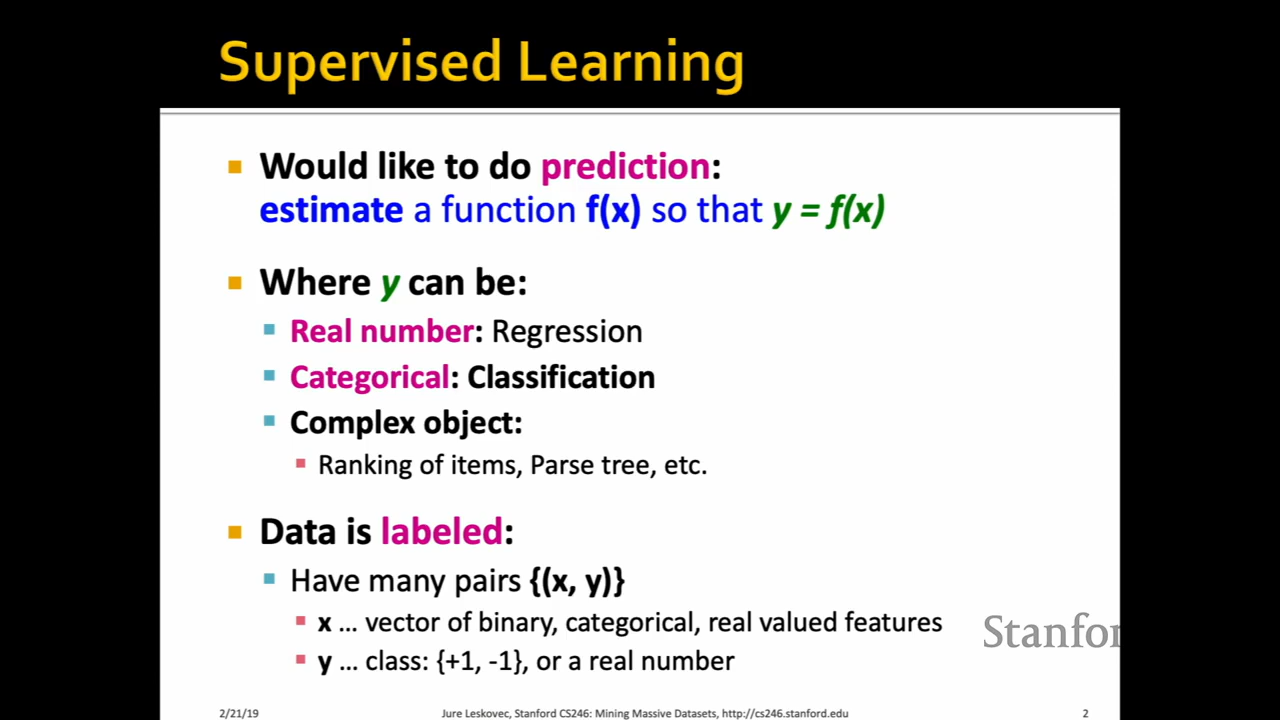 Supervised Learning
Would like to do prediction:
estimate a function f(x) so that y = f(x)
Where y can be:
Real number: Regression
Categorical: Classification
Complex object:
Ranking of items, Parse tree, etc.
Data is labeled:
Have many pairs {(x, y)}
x ... vector of binary, categorical, real valued features
y ... class: {+1, -1}, or a real number
Stanfor
2/21/19
Jure Leskovec, Stanford CS246: Mining Massive Datasets, http://cs246.stanford.edu
2